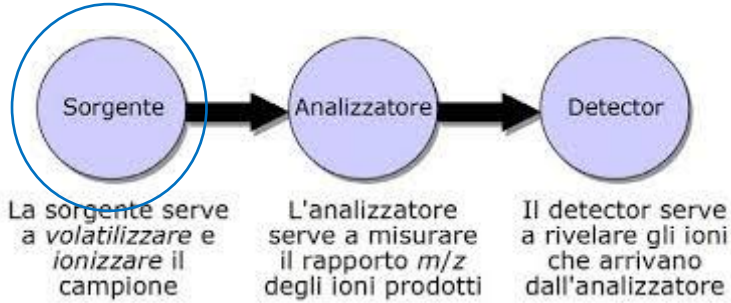 Sorgente
Analizzatore
Detector
La sorgente serve
a volatilizzare e
ionizzare il
campione
L'analizzatore
serve a misurare
il rapporto m/z
degli ioni prodotti
Il detector serve
a rivelare gli ioni
che arrivano
dall'analizzatore